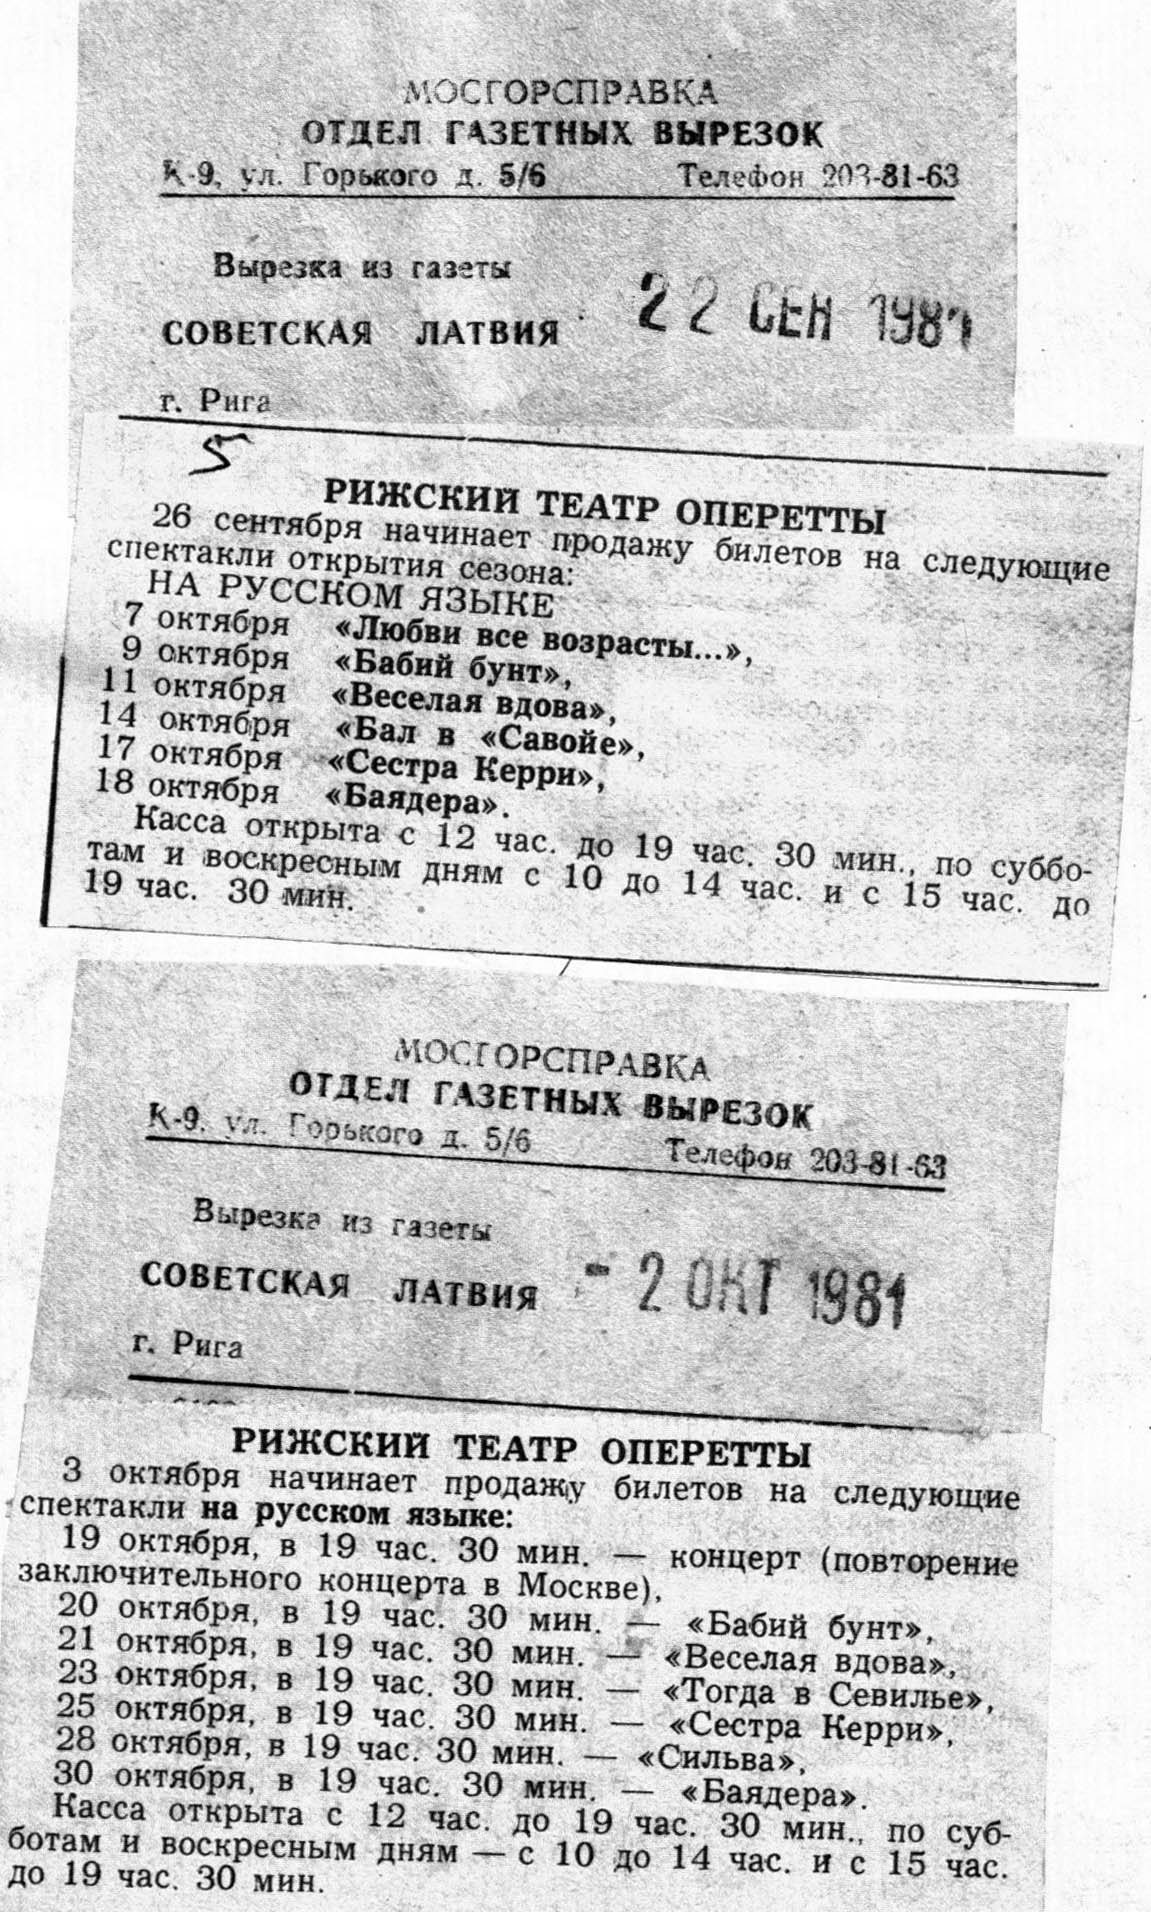 МОСГОРСПРАВКА
ОТДЕЛ ГАЗЕТНЫХ ВЫРЕЗОК
К-9, ул. Горького д. 5/6 Телефон 203-81-63
Вырезка из газеты
СОВЕТСКАЯ ЛАТВИЯ
22 СЕН 1981
г. Рига
5
РИЖСКИЙ ТЕАТР ОПЕРЕТТЫ
26 сентября начинает продажу билетов на следующие
спектакли открытия сезона:
НА РУССКОМ ЯЗЫКЕ
7 октября «Любви все возрасты...»,
9 октября «Бабий бунт»,
11 октября «Веселая вдова»,
14 октября «Бал в «Савойе»,
17 октября «Сестра Керри»,
18 октября «Баядера».
Касса открыта с 12 час. до 19 час. 30 мин., по суббо-
там и воскресным дням с 10 до 14 час. и с 15 час. до
19 час. 30 мин.
МОСГОРСПРАВКА
ОТДЕЛ ГАЗЕТНЫХ ВЫРЕЗОК
К-9, ул. Горького д. 5/6 Телефон 203-81-63
Вырезка из газеты
СОВЕТСКАЯ ЛАТВИЯ
- 2 ОКТ 1981
г. Рига
РИЖСКИЙ ТЕАТР ОПЕРЕТТЫ
3 октября начинает продажу билетов на следующие
спектакли на русском языке:
19 октября, в 19 час. 30 мин. — концерт (повторение
заключительного концерта в Москве),
20 октября, в 19 час. 30 мин. — «Бабий бунт»,
21 октября, в 19 час. 30 мин. — «Веселая вдова»,
23 октября, в 19 час. 30 мин. — «Тогда в Севилье»,
25 октября, в 19 час. 30 мин. — «Сестра Керри»,
28 октября, в 19 час. 30 мин. — «Сильва»,
30 октября, в 19 час. 30 мин. — «Баядера».
Касса открыта с 12 час. до 19 час. 30 мин., по суб-
ботам и воскресным дням — с 10 до 14 час. и с 15 час.
до 19 час. 30 мин.